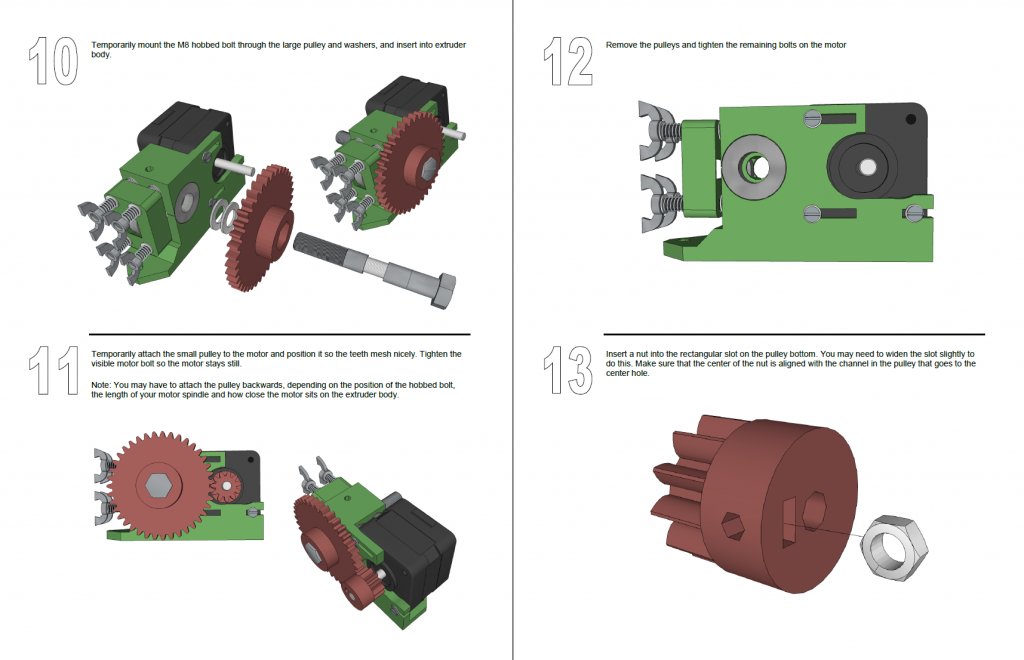 10
Temporarily mount the M8 hobbed bolt through the large pulley and washers, and insert into extruder
body.
11
Temporarily attach the small pulley to the motor and position it so the teeth mesh nicely. Tighten the
visible motor bolt so the motor stays still.
Note: You may have to attach the pulley backwards, depending on the position of the hobbed bolt,
the length of your motor spindle and how close the motor sits on the extruder body.
12
Remove the pulleys and tighten the remaining bolts on the motor
13
Insert a nut into the rectangular slot on the pulley bottom. You may need to widen the slot slightly to
do this. Make sure that the center of the nut is aligned with the channel in the pulley that goes to the
center hole.